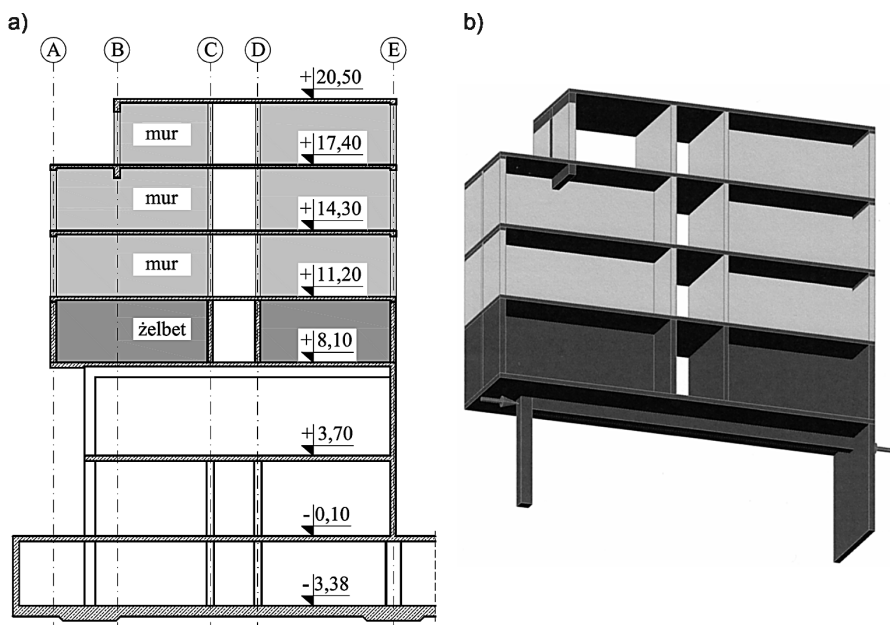 a)
b)
A B C D E
+20,50
mur
+17,40
mur
+14,30
mur
+11,20
żelbet
+8,10
+3,70
-0,10
-3,38